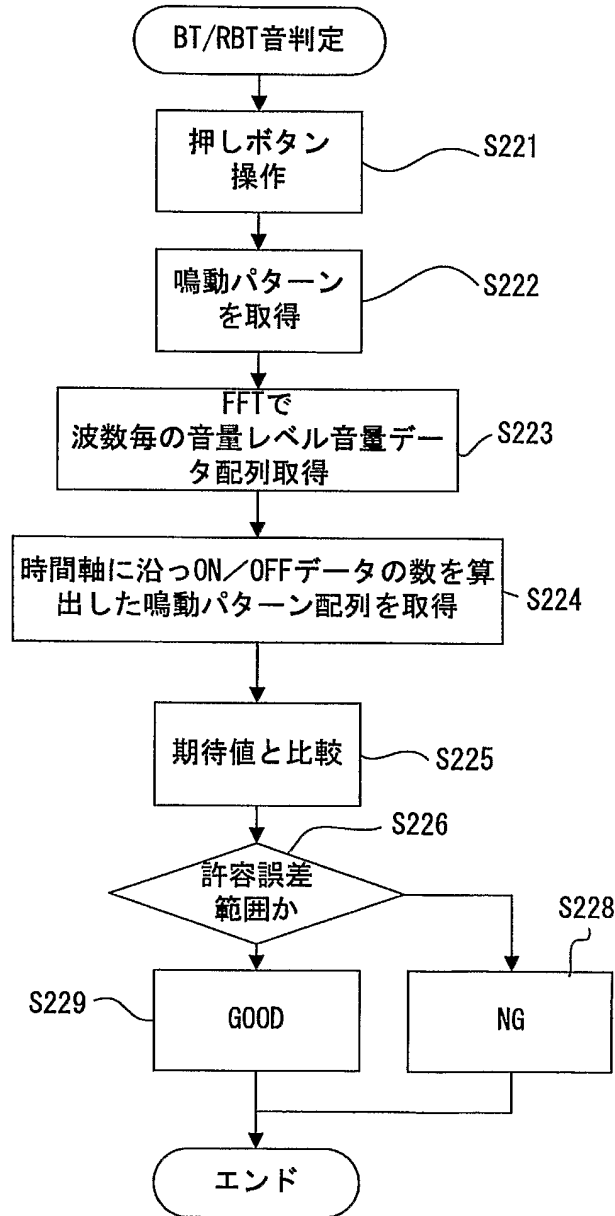 BT/RBT音判定
押しボタン
操作
S221
鳴動パターン
を取得
S222
FFTで
波数毎の音量レベル音量デー
タ配列取得
S223
時間軸に沿っON／OFFデータの数を算
出した鳴動パターン配列を取得
S224
期待値と比較
S225
S226
許容誤差
範囲か
S228
S229
GOOD
NG
エンド